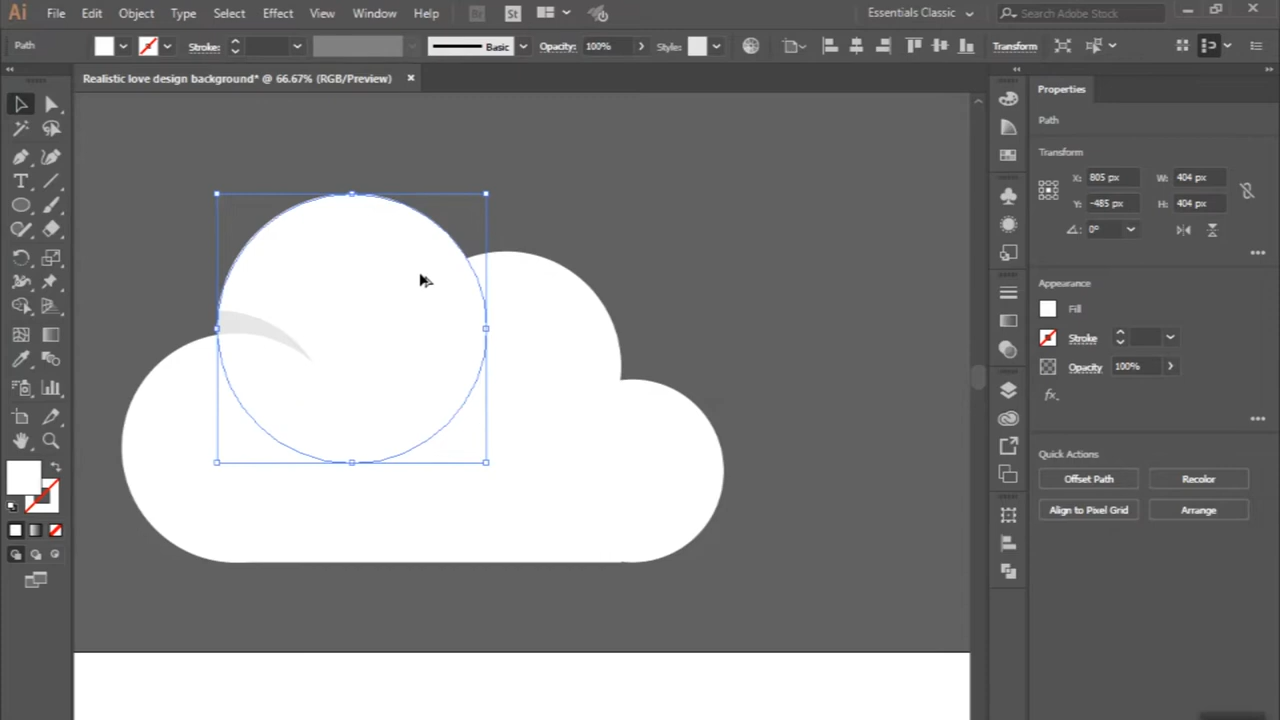 Ai File Edit Object Type Select Effect View Window Help Br St Essentials Classic Search Adobe Stock
Path Stroke: Basic Opacity: 100% Style: Transform
Realistic love design background* @ 66.67% (RGB/Preview) ×
Properties
Path
Transform
X: 805 px W: 404 px
Y: -485 px H: 404 px
0°
Appearance
Fill
Stroke
Opacity 100%
fx.
Quick Actions
Offset Path Recolor
Align to Pixel Grid Arrange